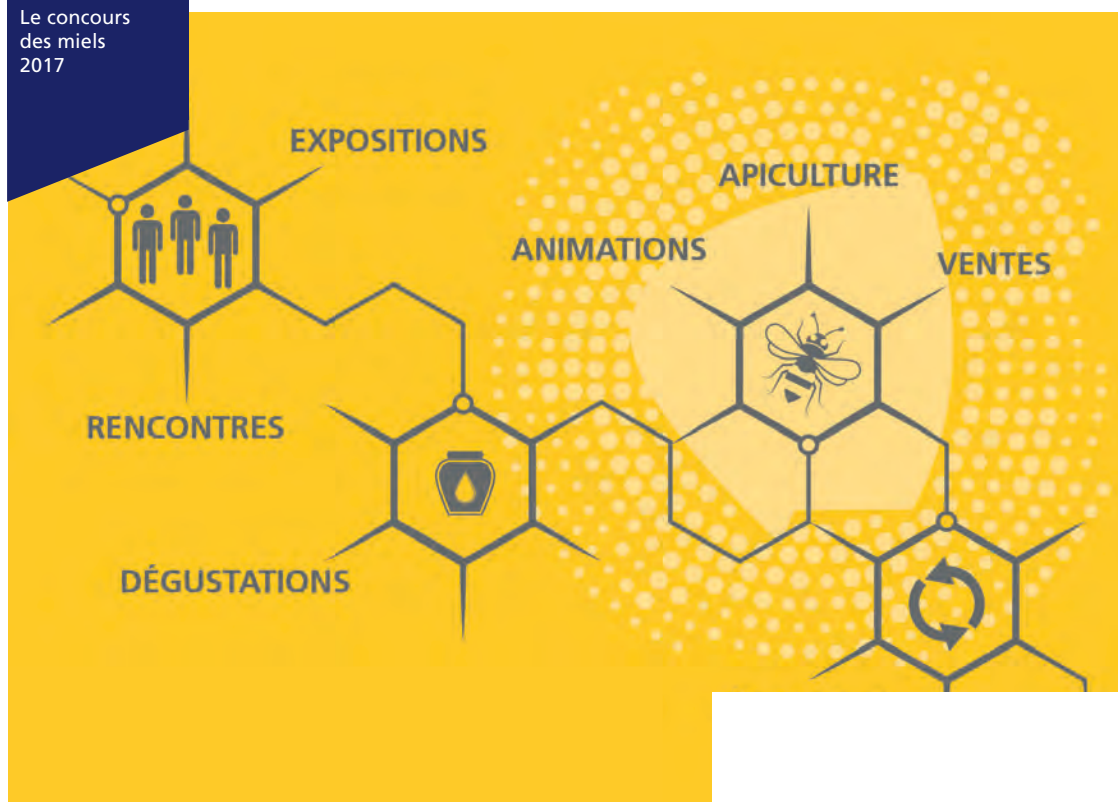 Le concours
des miels
2017
EXPOSITIONS
APICULTURE
ANIMATIONS
VENTES
RENCONTRES
DÉGUSTATIONS